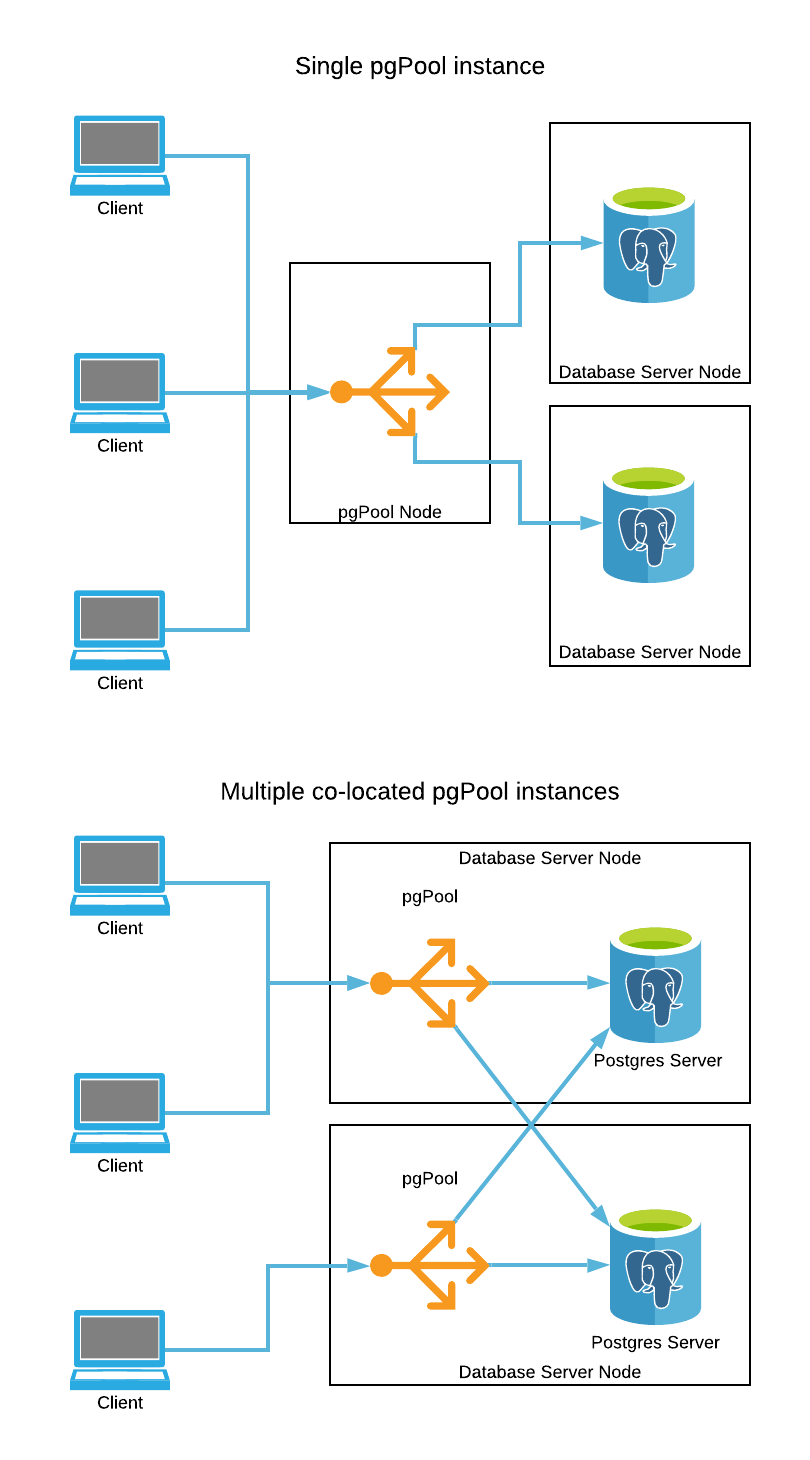 Single pgPool instance
Client
Database Server Node
Client
pgPool Node
Database Server Node
Client
Multiple co-located pgPool instances
Database Server Node
pgPool
Client
Postgres Server
Client
pgPool
Postgres Server
Database Server Node
Client